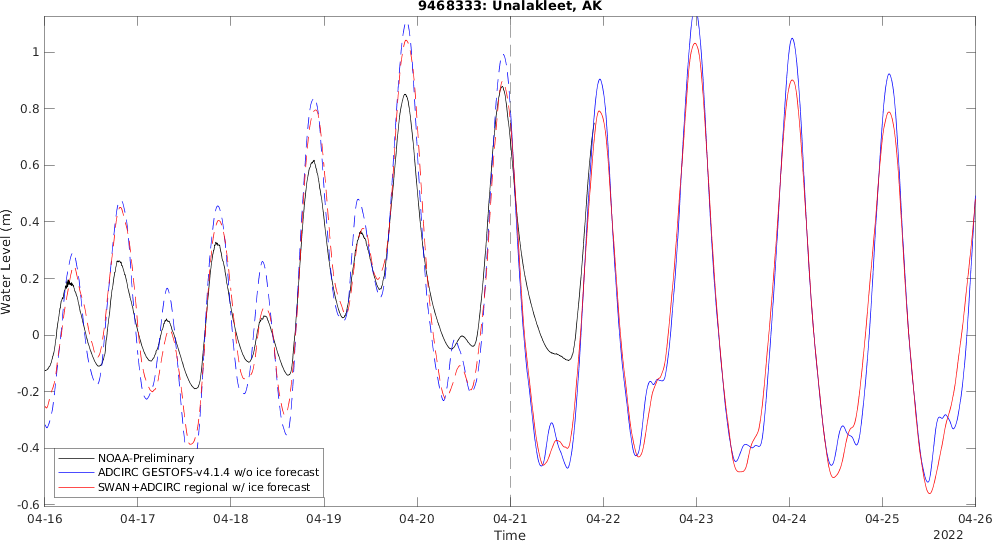 9468333: Unalakleet, AK
Water Level (m)
1
0.8
0.6
0.4
0.2
0
-0.2
-0.4
-0.6
NOAA-Preliminary
ADCIRC GESTOFS-v4.1.4 w/o ice forecast
SWAN+ADCIRC regional w/ ice forecast
04-16 04-17 04-18 04-19 04-20 04-21 04-22 04-23 04-24 04-25 04-26
Time
2022